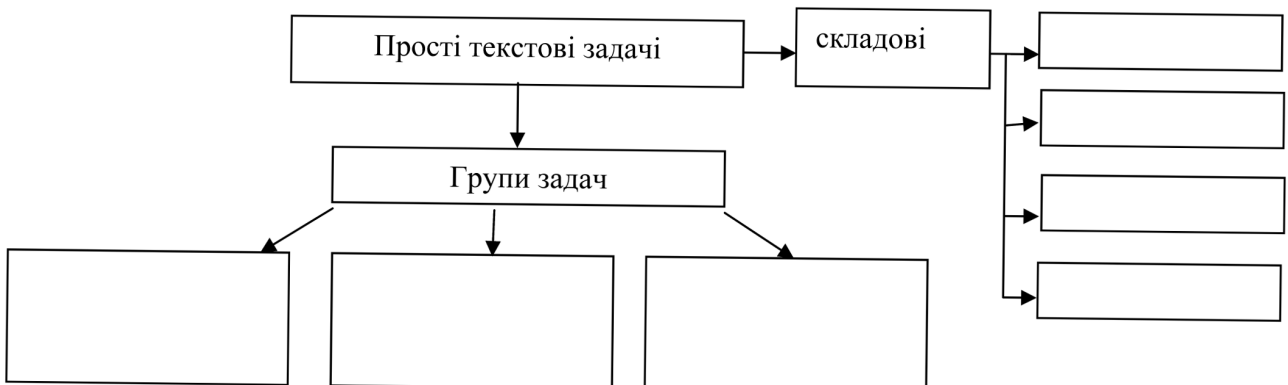 Прості текстові задачі
складові
Групи задач